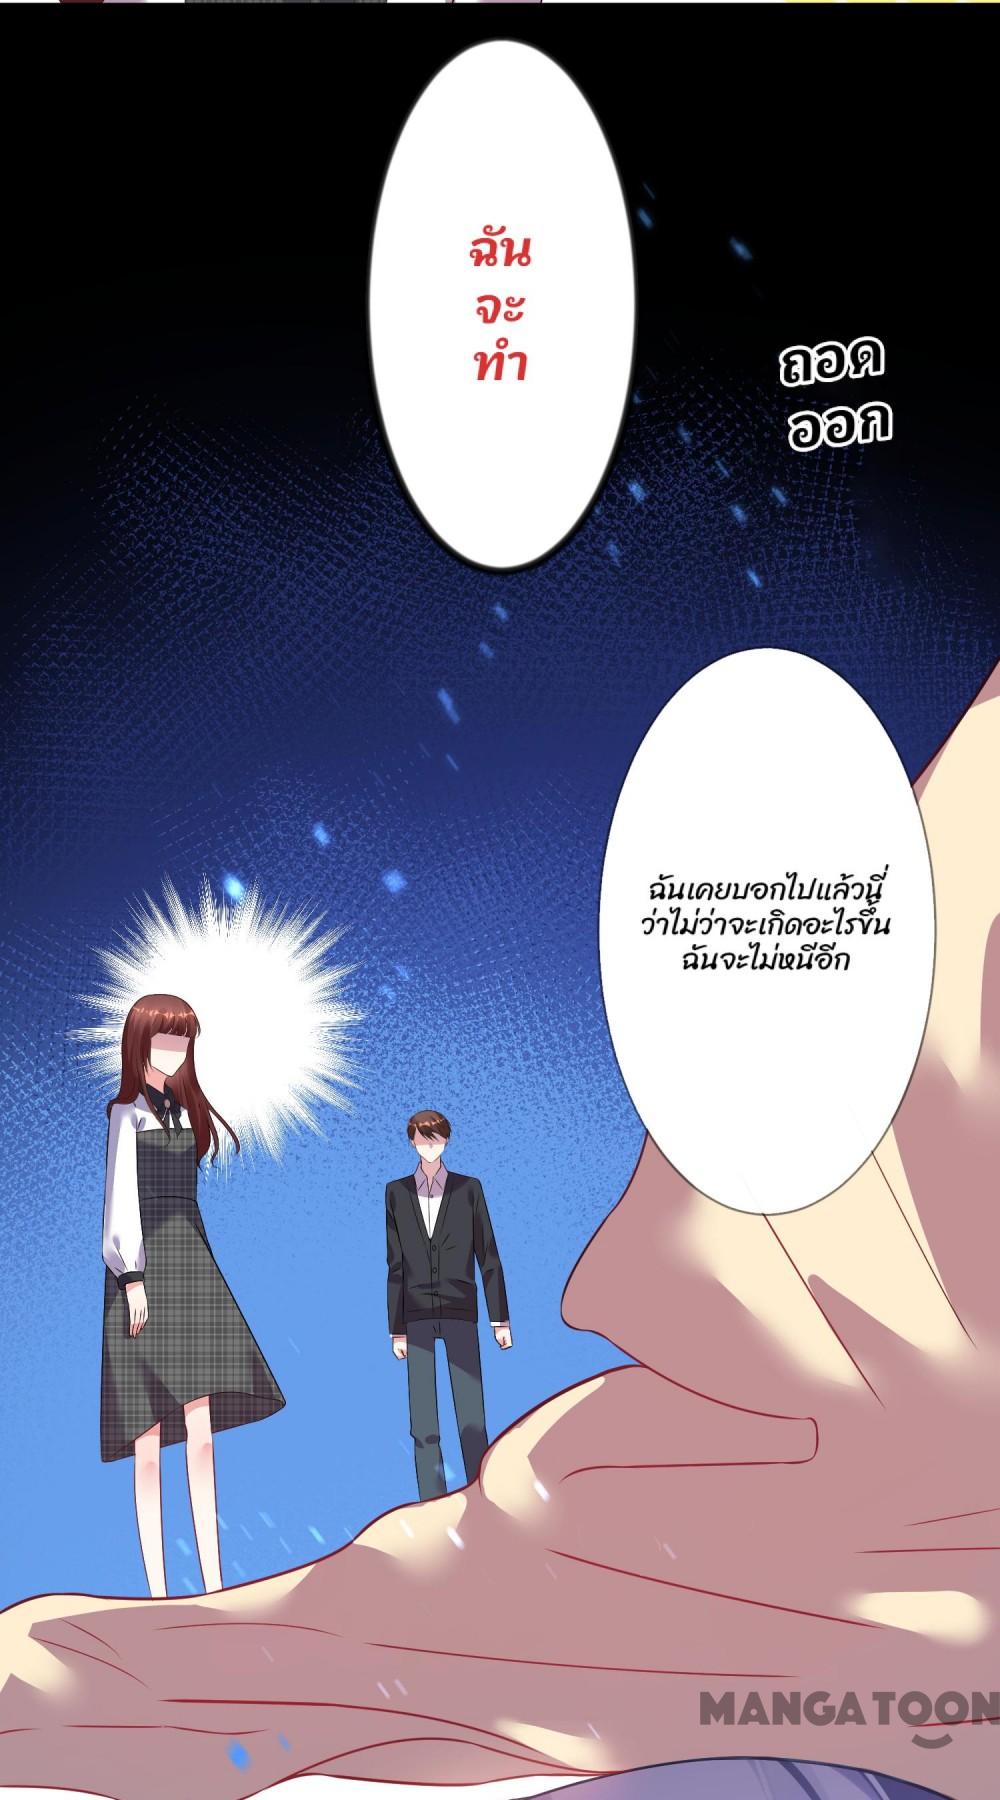 ฉัน
จะ
ทำ
ถอด
ออก
ฉันเคยบอกไปแล้วนี่
ว่าไม่ว่าจะเกิดอะไรขึ้น
ฉันจะไม่หนีอีก
MANGATOON